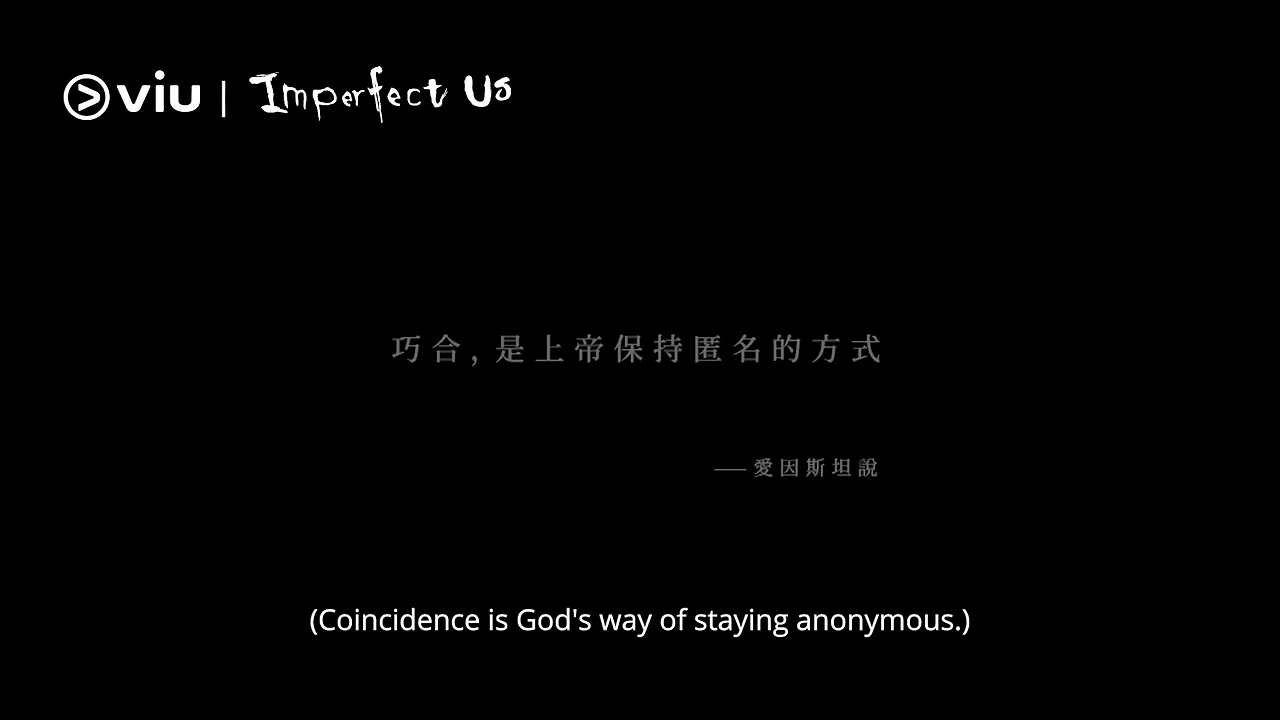 viu | Imperfect Us
巧合, 是上帝保持匿名的方式
——愛因斯坦說
(Coincidence is God's way of staying anonymous.)